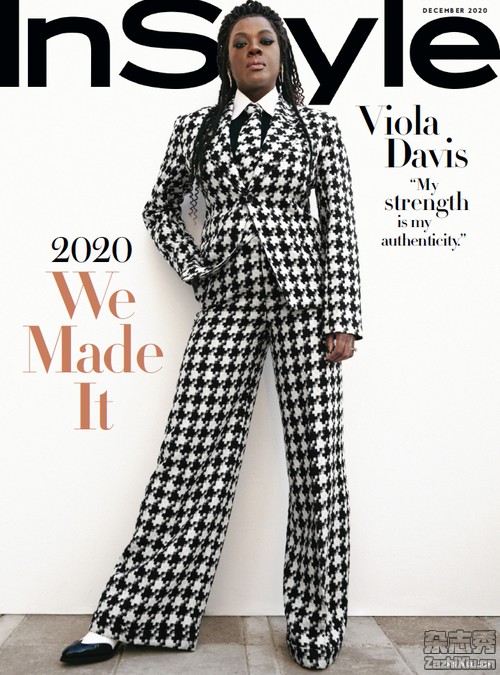 InStyle
DECEMBER 2020
Viola
Davis
“My
strength
is my
authenticity.”
2020
We
Made
It
杂志秀
ZazhiXiu.cn